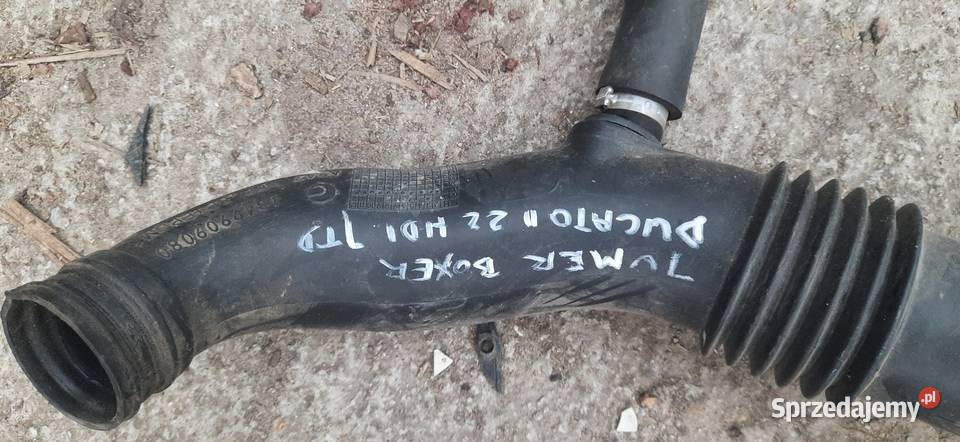 JUMER BOXER
DUCATO II 22 HDI JTD
Sprzedajemy.pl